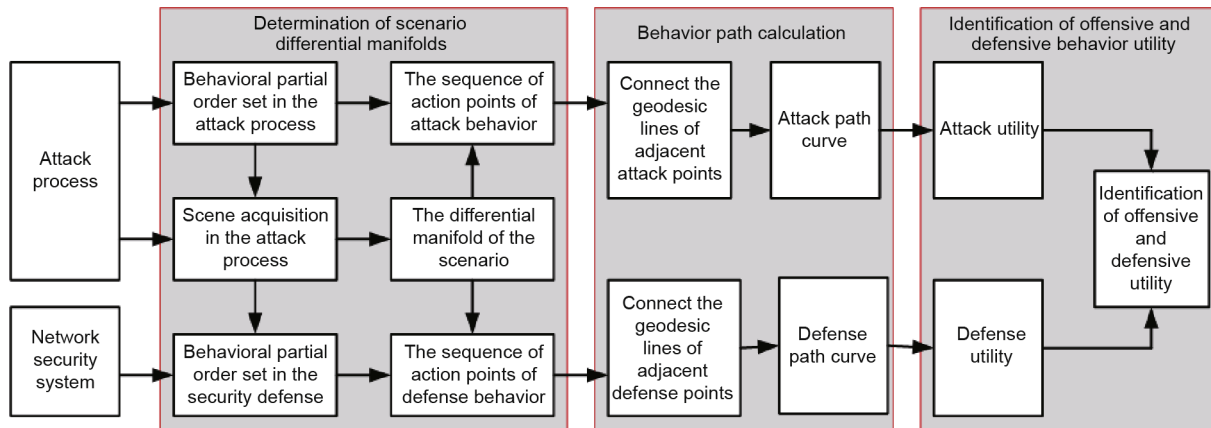 Determination of scenario
differential manifolds
Behavior path calculation
Identification of offensive and
defensive behavior utility
Attack
process
Behavioral partial
order set in the
attack process
The sequence of
action points of
attack behavior
Connect the
geodesic
lines of
adjacent
attack points
Attack path
curve
Attack utility
Scene acquisition
in the attack
process
The differential
manifold of the
scenario
Identification
of offensive
and
defensive
utility
Network
security
system
Behavioral partial
order set in the
security defense
The sequence of
action points of
defense behavior
Connect the
geodesic
lines of
adjacent
defense points
Defense
path curve
Defense
utility